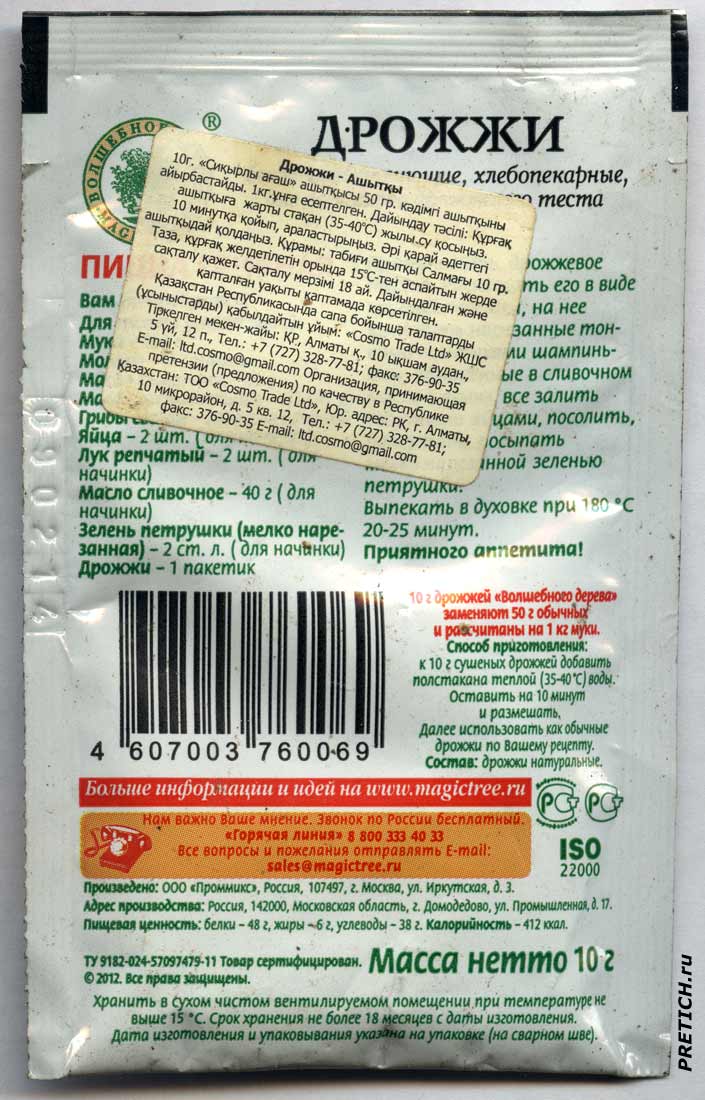 ВОЛШЕБНОЕ
MAG
®
ДРОЖЖИ
хлебопекарные,
теста
Дрожжи - Ашытқы
10г. «Сиқырлы ағаш» ашытқысы 50 гр. кәдімгі ашытқыны
айырбастайды. 1кг.ұнға есептелген. Дайындау тәсілі: Құрғақ
ашытқыға жарты стақан (35-40°С) жылы.су қосыңыз.
10 минутқа қойып, араластырыңыз. Әрі қарай әдеттегі
ашытқыдай қолданыз. Құрамы: табиғи ашытқы Салмағы 10 гр.
Таза, құрғақ желдетілетін орында 15°С-тен аспайтын жерде
сақталу қажет. Сақталу мерзімі 18 ай. Дайындалған және
қапталған уақыты қаптамада көрсетілген.
Қазақстан Республикасында сапа бойынша талаптарды
(ұсыныстарды) қабылдайтын ұйым: «Cosmo Trade Ltd» ЖШС
Тіркелген мекен-жайы: ҚР, Алматы қ., 10 ықшам аудан.,
5 үй, 12 п., Тел.: +7 (727) 328-77-81; факс: 376-90-35
E-mail: ltd.cosmo@gmail.com Организация, принимающая
претензии (предложения) по качеству в Республике
Казахстан: ТОО «Cosmo Trade Ltd», Юр. адрес: РК, г. Алматы,
10 микрорайон, д. 5 кв. 12, Тел.: +7 (727) 328-77-81;
факс: 376-90-35 E-mail: ltd.cosmo@gmail.com
Вам
Для
Мук
Мол
Яйца – 2 шт. ( для
Лук репчатый – 2 шт. ( для
начинки)
Масло сливочное – 40 г ( для
начинки)
Зелень петрушки (мелко наре-
занная) – 2 ст. л. ( для начинки)
Дрожжи – 1 пакетик
его в виде
, на нее
тон-
шампинь-
в сливочном
все залить
посолить,
зеленью
петрушки.
Выпекать в духовке при 180 °С
20-25 минут.
Приятного аппетита!
090214
10 г дрожжей «Волшебного дерева»
заменяют 50 г обычных
и рассчитаны на 1 кг муки.
Способ приготовления:
к 10 г сушеных дрожжей добавить
полстакана теплой (35-40°С) воды.
Оставить на 10 минут
и размешать.
Далее использовать как обычные
дрожжи по Вашему рецепту.
Состав: дрожжи натуральные.
4 607003 760069
Больше информации и идей на www.magictree.ru
Нам важно Ваше мнение. Звонок по России бесплатный.
«Горячая линия» 8 800 333 40 33
Все вопросы и пожелания отправлять E-mail:
sales@magictree.ru
ISO
22000
Произведено: ООО «Проммикс», Россия, 107497, г. Москва, ул. Иркутская, д. 3.
Адрес производства: Россия, 142000, Московская область, г. Домодедово, ул. Промышленная, д. 17.
Пищевая ценность: белки – 48 г, жиры – 6 г, углеводы – 38 г. Калорийность – 412 ккал.
ТУ 9182-024-57097479-11 Товар сертифицирован.
© 2012. Все права защищены.
Масса нетто 10 г
Хранить в сухом чистом вентилируемом помещении при температуре не
выше 15 °С. Срок хранения не более 18 месяцев с даты изготовления.
Дата изготовления и упаковывания указана на упаковке (на сварном шве).
PRETICH.ru